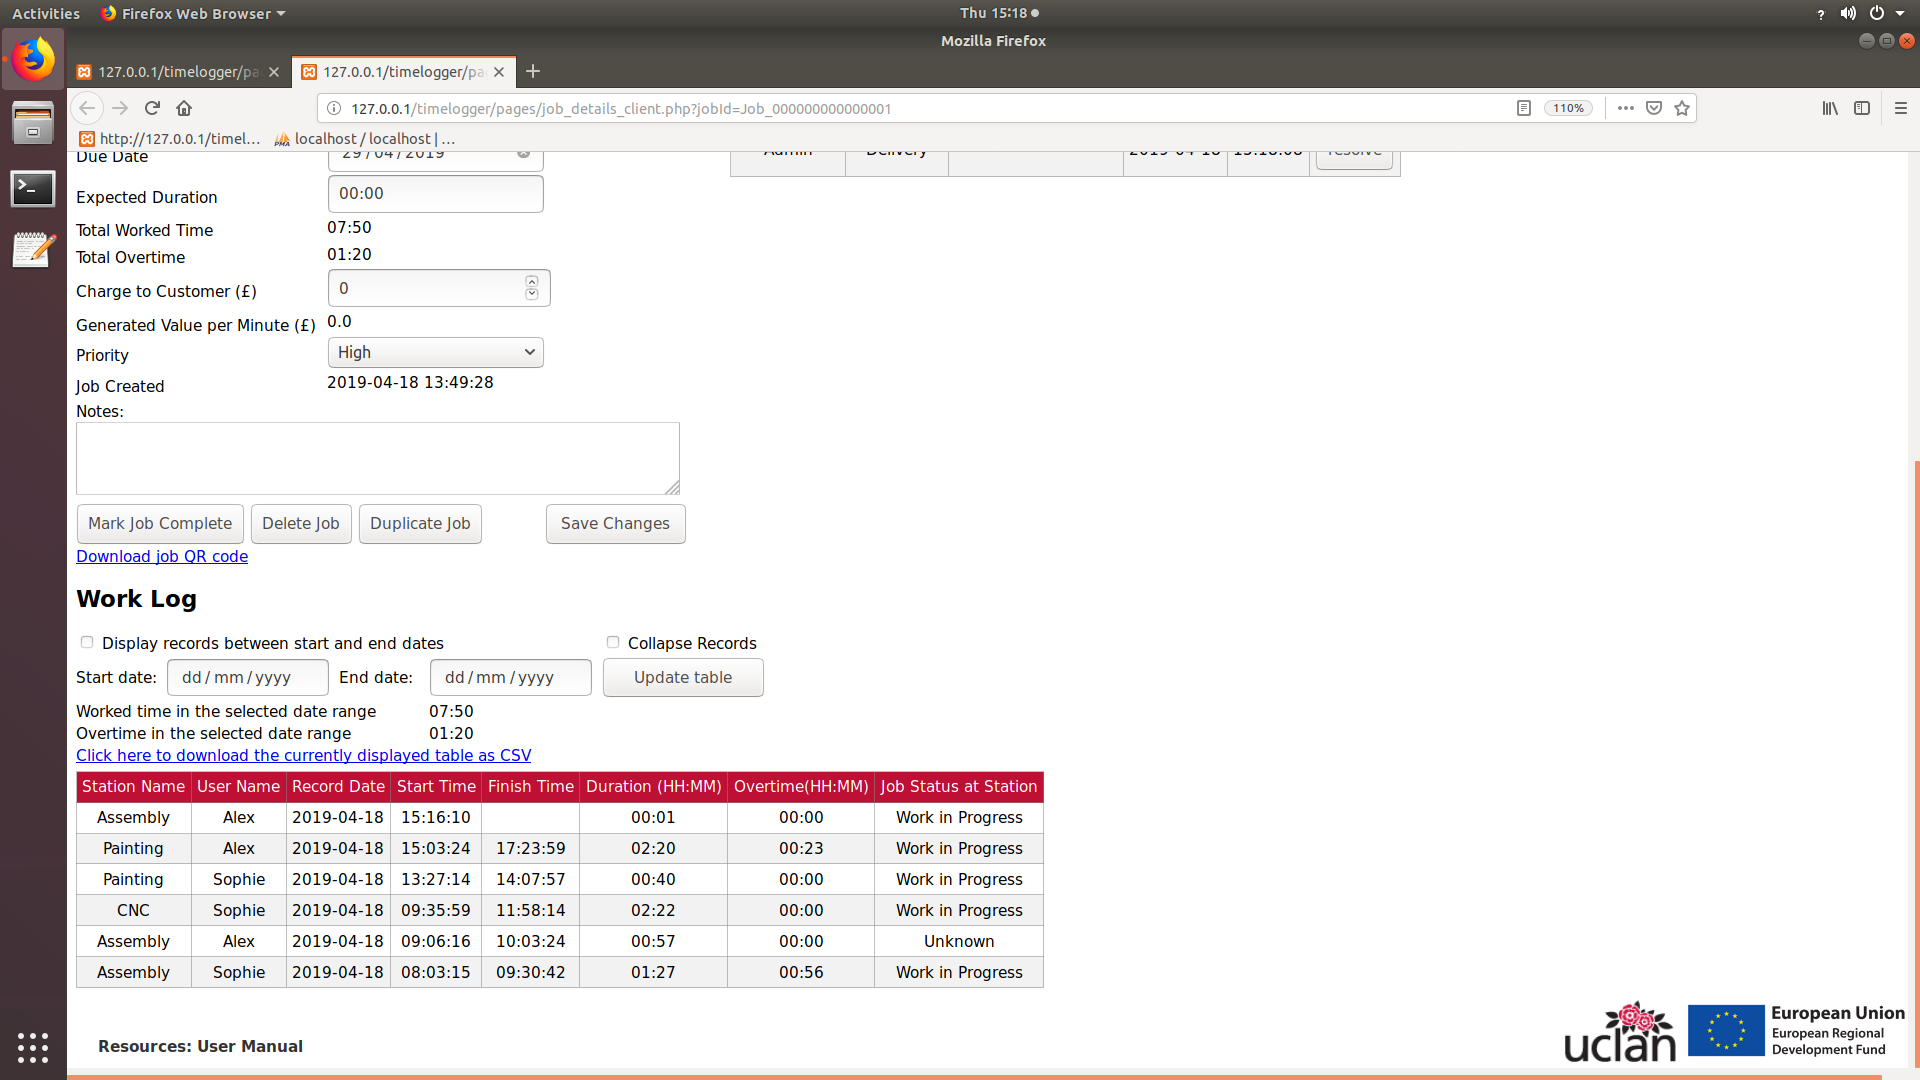 Activities Firefox Web Browser Thu 15:18
Mozilla Firefox
127.0.0.1/timelogger/pa 127.0.0.1/timelogger/pa
127.0.0.1/timelogger/pages/job_details_client.php?jobId=Job_000000000000001 110%
http://127.0.0.1/timel… localhost / localhost | …
Due Date 29/04/2019 Admin Delivery 2019-04-18 15:18:08 resolve
Expected Duration 00:00
Total Worked Time 07:50
Total Overtime 01:20
Charge to Customer (£) 0
Generated Value per Minute (£) 0.0
Priority High
Job Created 2019-04-18 13:49:28
Notes:
Mark Job Complete Delete Job Duplicate Job Save Changes
Download job QR code
Work Log
Display records between start and end dates Collapse Records
Start date: dd/mm/yyyy End date: dd/mm/yyyy Update table
Worked time in the selected date range 07:50
Overtime in the selected date range 01:20
Click here to download the currently displayed table as CSV
Station Name User Name Record Date Start Time Finish Time Duration (HH:MM) Overtime(HH:MM) Job Status at Station
Assembly Alex 2019-04-18 15:16:10 00:01 00:00 Work in Progress
Painting Alex 2019-04-18 15:03:24 17:23:59 02:20 00:23 Work in Progress
Painting Sophie 2019-04-18 13:27:14 14:07:57 00:40 00:00 Work in Progress
CNC Sophie 2019-04-18 09:35:59 11:58:14 02:22 00:00 Work in Progress
Assembly Alex 2019-04-18 09:06:16 10:03:24 00:57 00:00 Unknown
Assembly Sophie 2019-04-18 08:03:15 09:30:42 01:27 00:56 Work in Progress
Resources: User Manual
uclan
European Union
European Regional
Development Fund